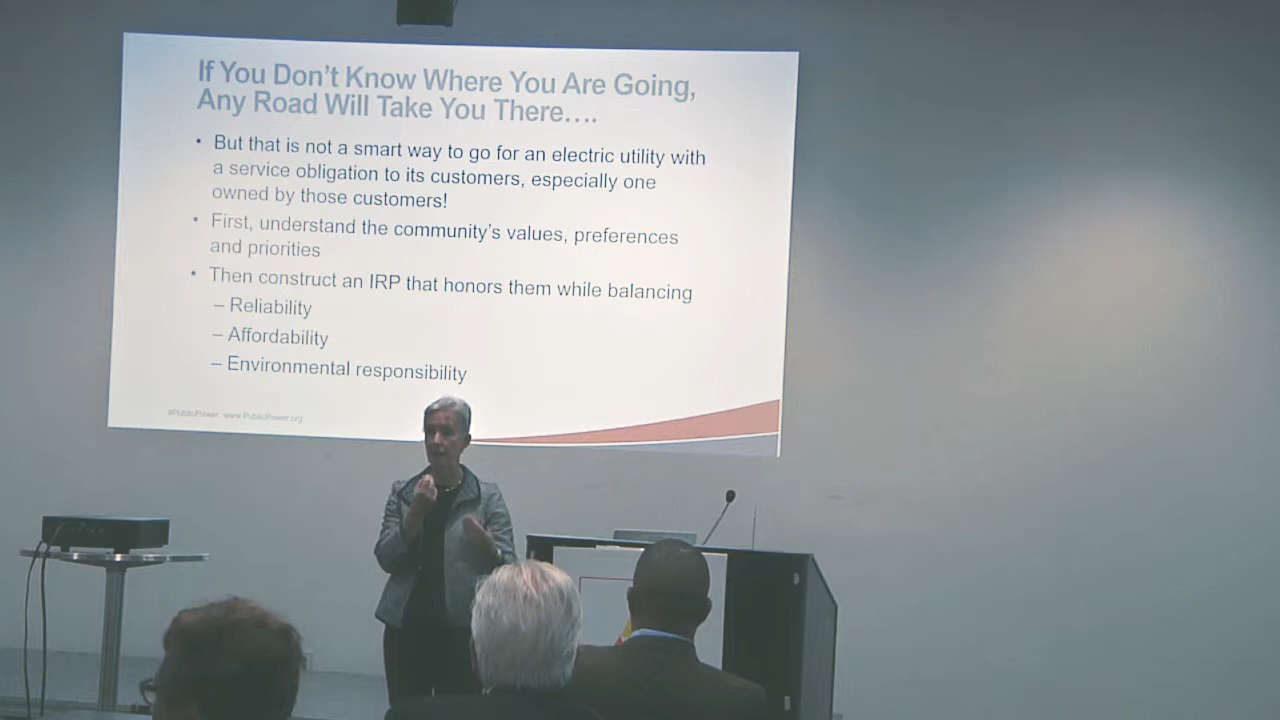 If You Don't Know Where You Are Going,
Any Road Will Take You There….
• But that is not a smart way to go for an electric utility with
a service obligation to its customers, especially one
owned by those customers!
• First, understand the community's values, preferences
and priorities
• Then construct an IRP that honors them while balancing
– Reliability
– Affordability
– Environmental responsibility
#PublicPower www.PublicPower.org